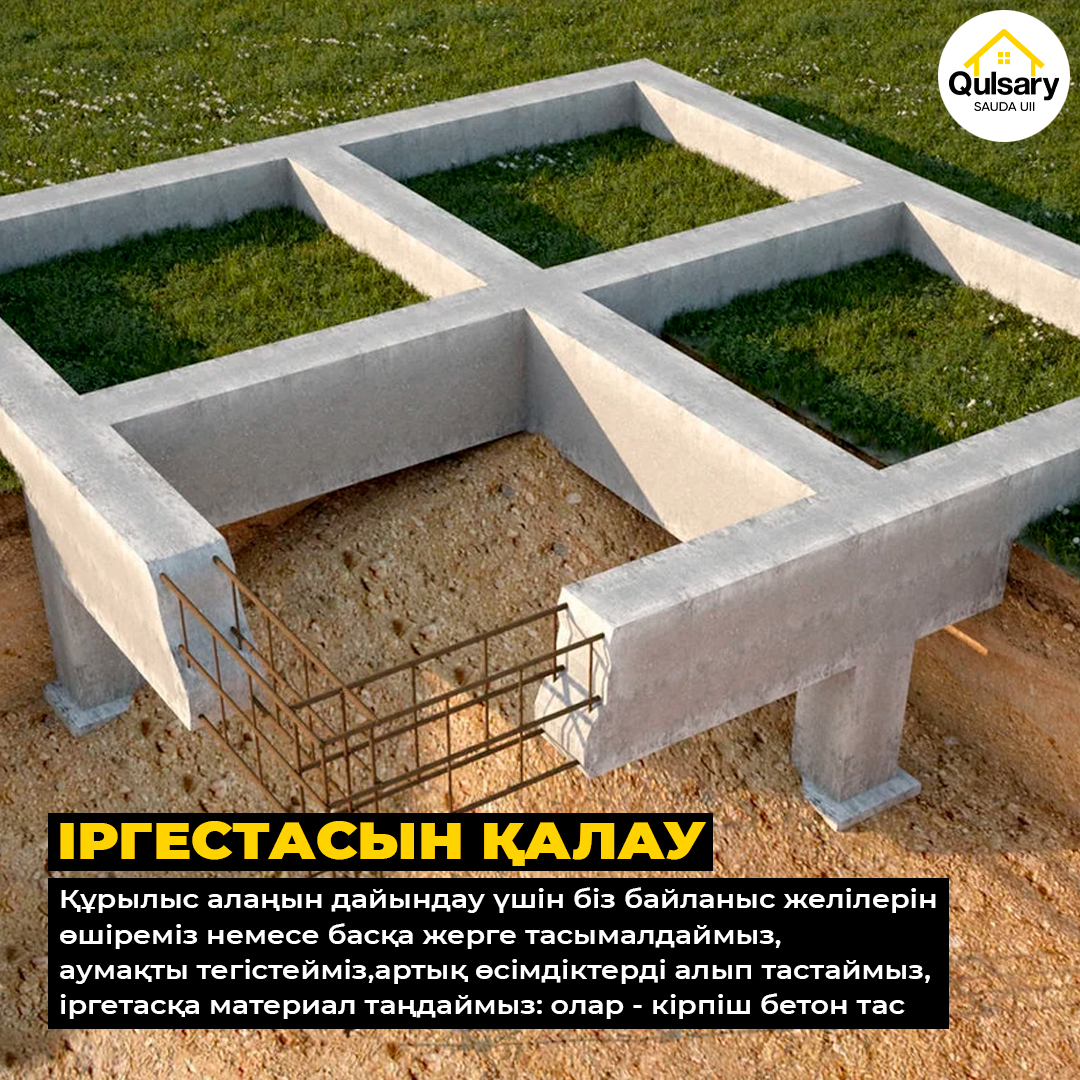 Qulsary
SAUDA UII
ІРГЕСТАСЫН ҚАЛАУ
Құрылыс алаңын дайындау үшін біз байланыс желілерін
өшіреміз немесе басқа жерге тасымалдаймыз,
аумақты тегістейміз,артық өсімдіктерді алып тастаймыз,
іргетасқа материал таңдаймыз: олар - кірпіш бетон тас